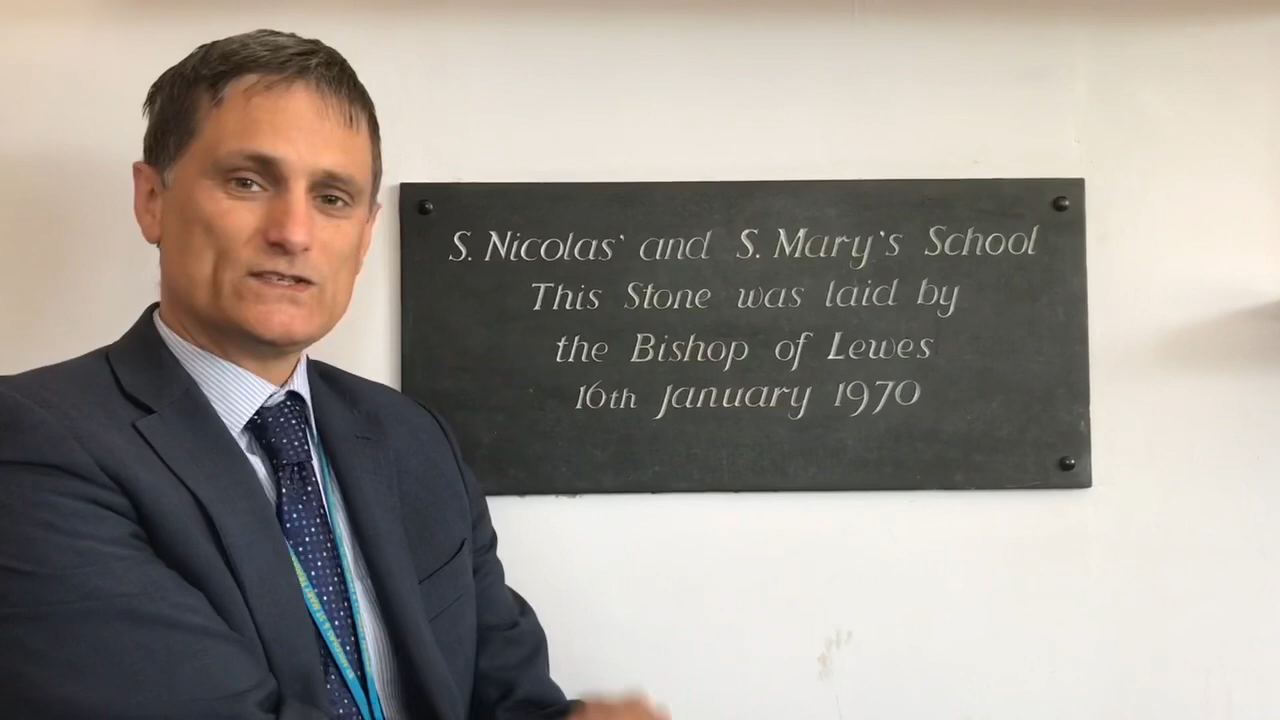 S. Nicolas' and S. Mary's School
This Stone was laid by
the Bishop of Lewes
16th January 1970